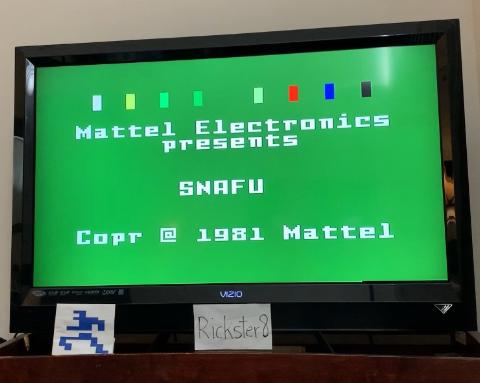 Mattel Electronics
presents
SNAFU
Copr @ 1981 Mattel
VIZIO
Richster8